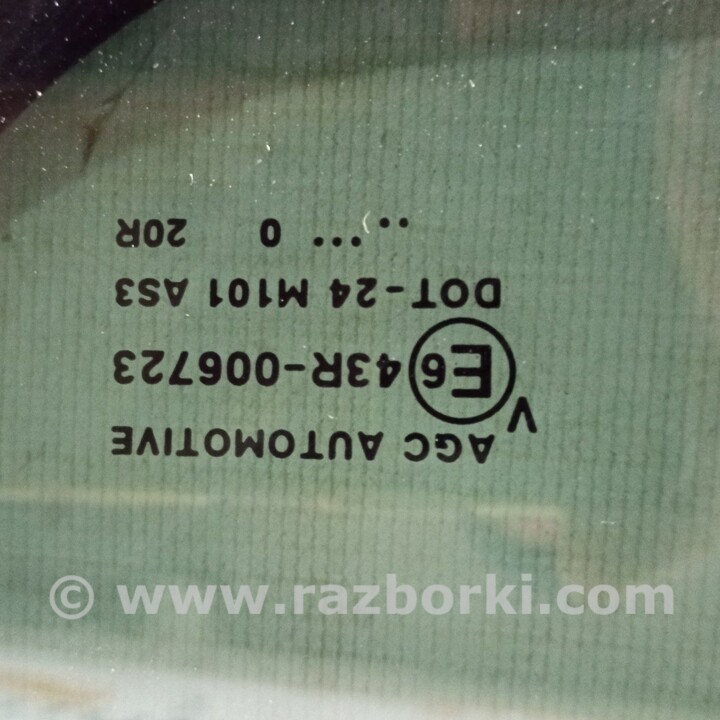 AGC AUTOMOTIVE
V
E6 43R-006723
DOT-24 M101 AS3
.. ... 0 20R
© www.razborki.com